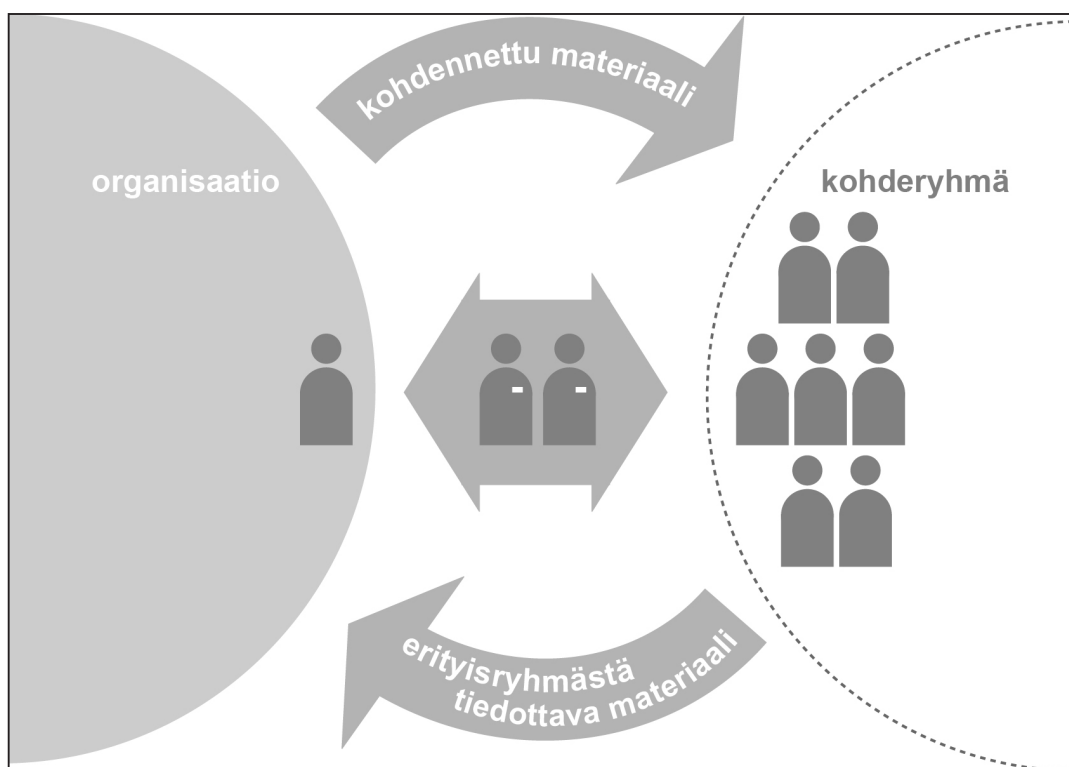 kohdennettu materiaali
organisaatio
kohderyhmä
erityisryhmästä
tiedottava materiaali